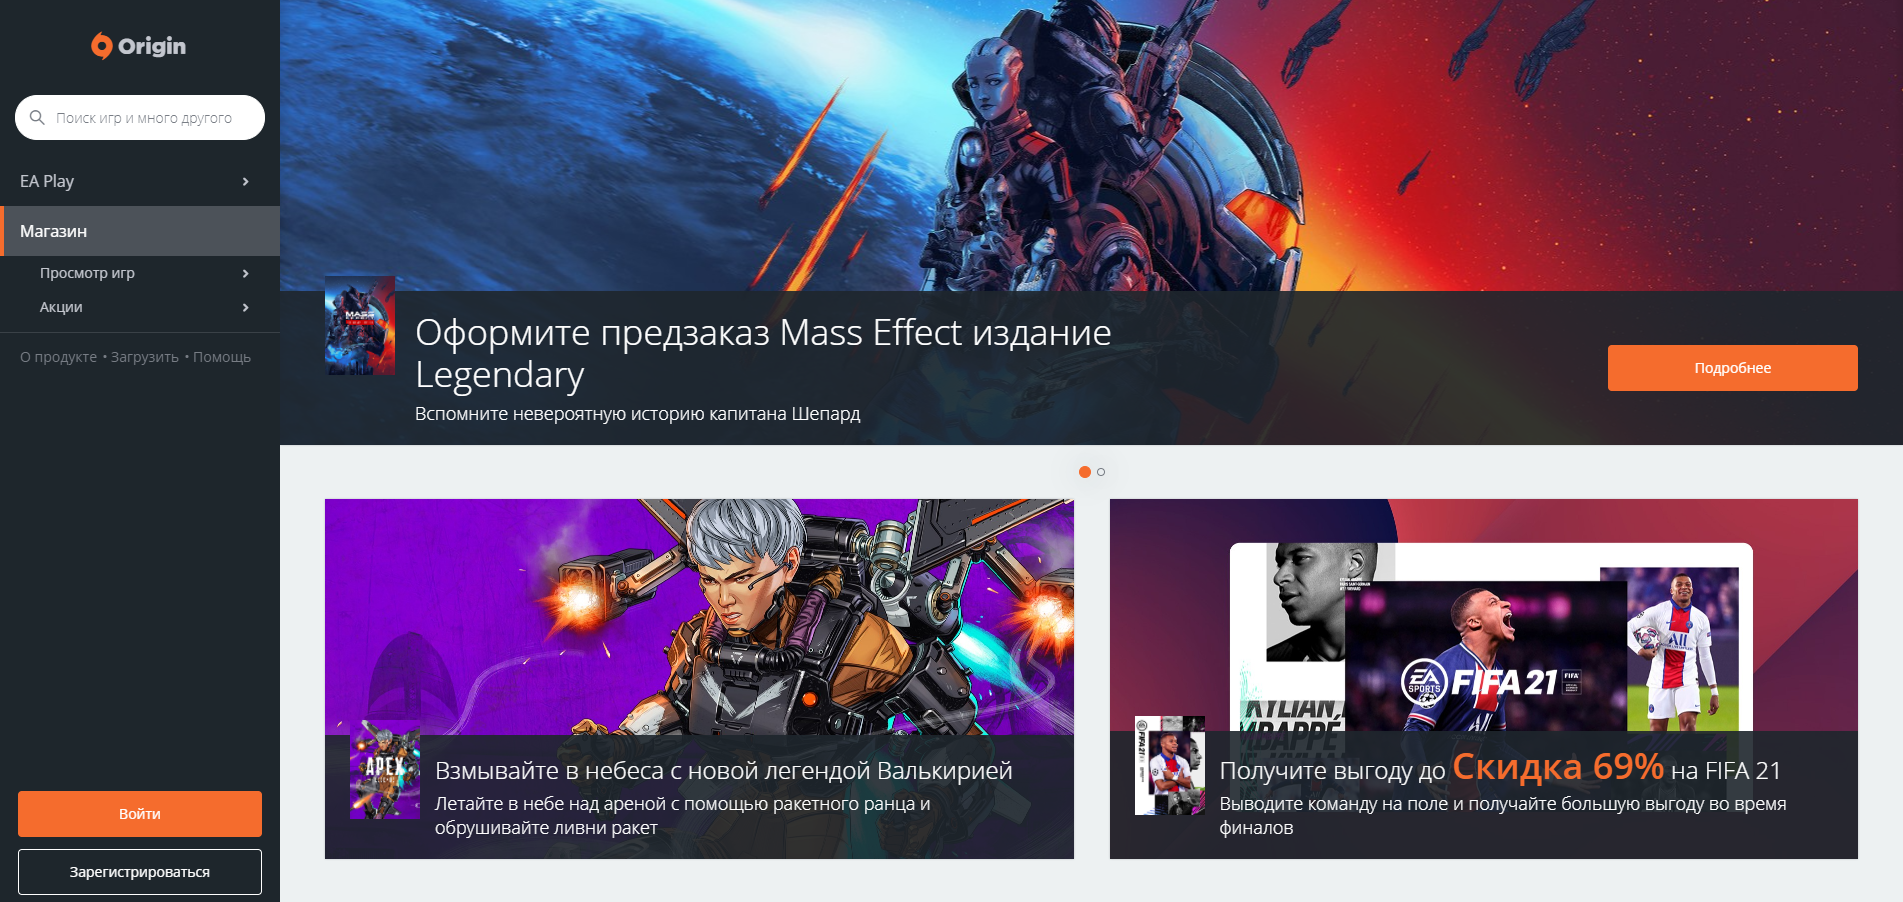 Origin
Поиск игр и много другого
EA Play
Магазин
Просмотр игр
Акции
О продукте • Загрузить • Помощь
Войти
Зарегистрироваться
MASS
Оформите предзаказ Mass Effect издание
Legendary
Вспомните невероятную историю капитана Шепард
Подробнее
APEX
Взмывайте в небеса с новой легендой Валькирией
Летайте в небе над ареной с помощью ракетного ранца и
обрушивайте ливни ракет
EA
SPORTS
FIFA 21
FIFA
KYLIAN
MBAPPÉ
FIFA 21
Получите выгоду до Скидка 69% на FIFA 21
Выводите команду на поле и получайте большую выгоду во время
финалов